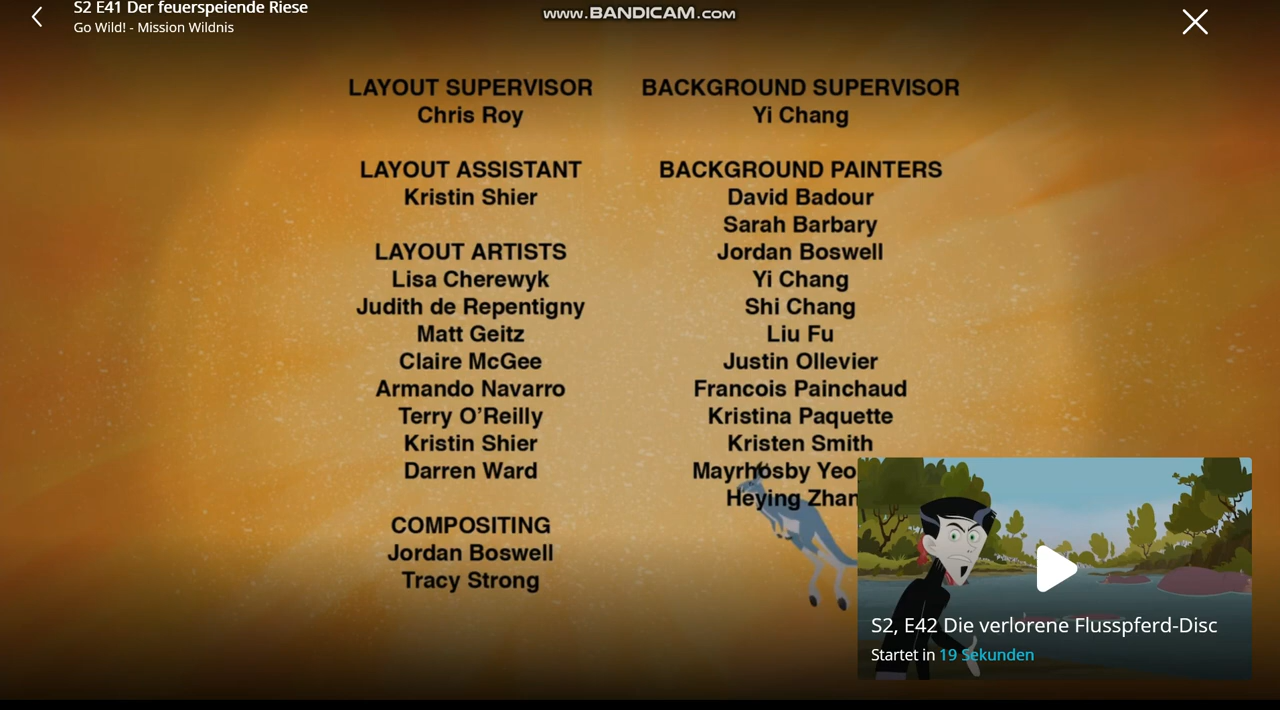 S2 E41 Der feuerspeiende Riese
Go Wild! - Mission Wildnis
www.BANDICAM.com
LAYOUT SUPERVISOR
Chris Roy
LAYOUT ASSISTANT
Kristin Shier
LAYOUT ARTISTS
Lisa Cherewyk
Judith de Repentigny
Matt Geitz
Claire McGee
Armando Navarro
Terry O’Reilly
Kristin Shier
Darren Ward
COMPOSITING
Jordan Boswell
Tracy Strong
BACKGROUND SUPERVISOR
Yi Chang
BACKGROUND PAINTERS
David Badour
Sarah Barbary
Jordan Boswell
Yi Chang
Shi Chang
Liu Fu
Justin Ollevier
Francois Painchaud
Kristina Paquette
Kristen Smith
Mayrhosby Yeo
Heying Zhan
S2, E42 Die verlorene Flusspferd-Disc
Startet in 19 Sekunden